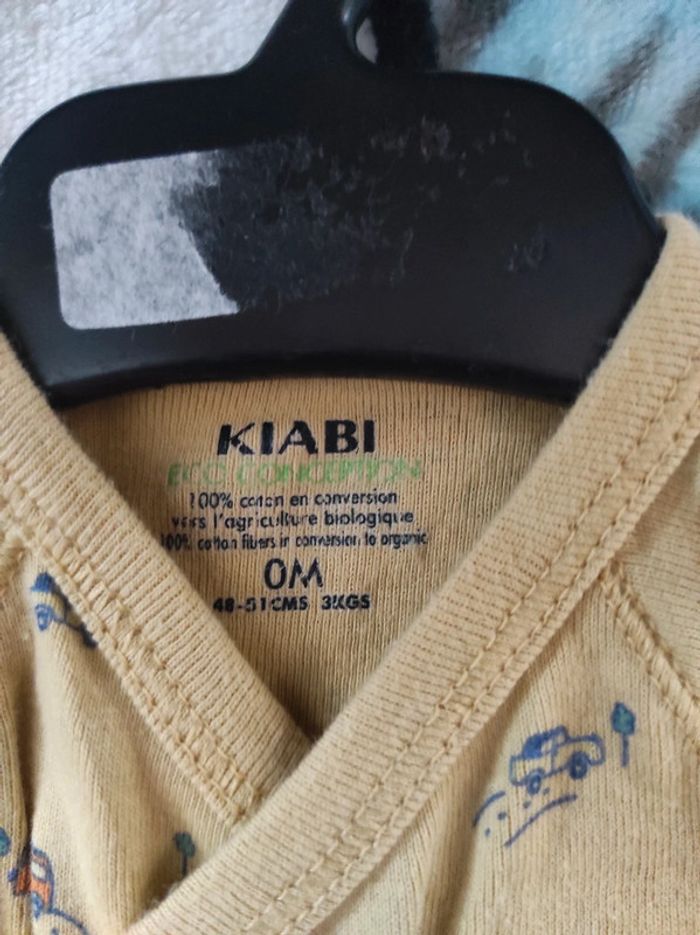 KIABI
ECO CONCEPTION
100% coton en conversion
vers l'agriculture biologique
100% cotton fibers in conversion to organic
0M
48-51CMS 3KGS